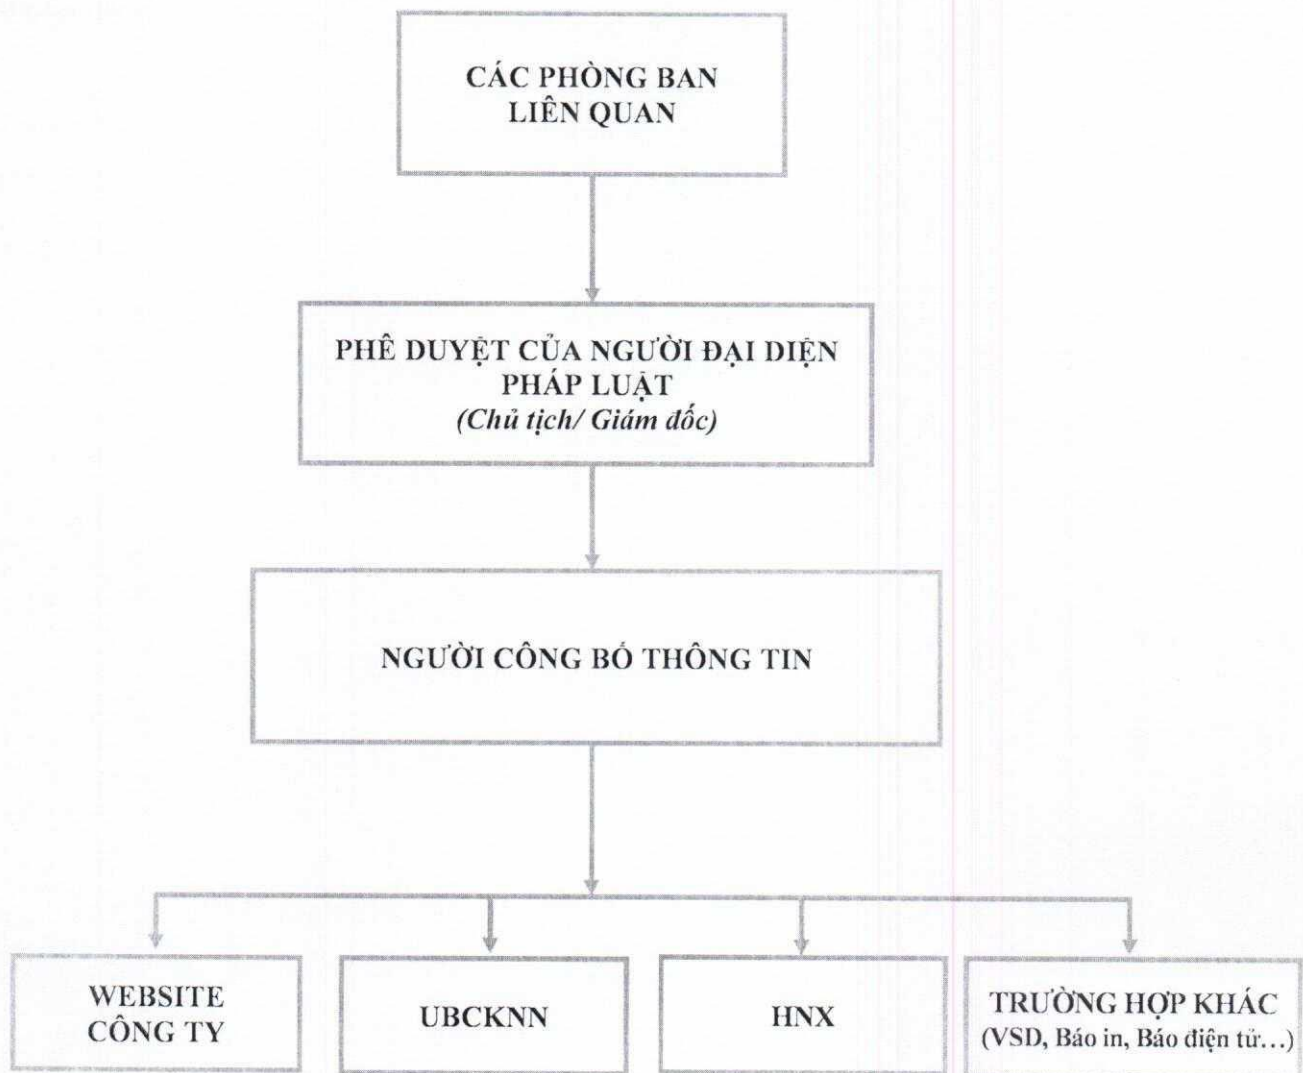 CÁC PHÒNG BAN
LIÊN QUAN
PHÊ DUYỆT CỦA NGƯỜI ĐẠI DIỆN
PHÁP LUẬT
(Chủ tịch/ Giám đốc)
NGƯỜI CÔNG BỐ THÔNG TIN
WEBSITE
CÔNG TY
UBCKNN
HNX
TRƯỜNG HỢP KHÁC
(VSD, Báo in, Báo điện tử...)